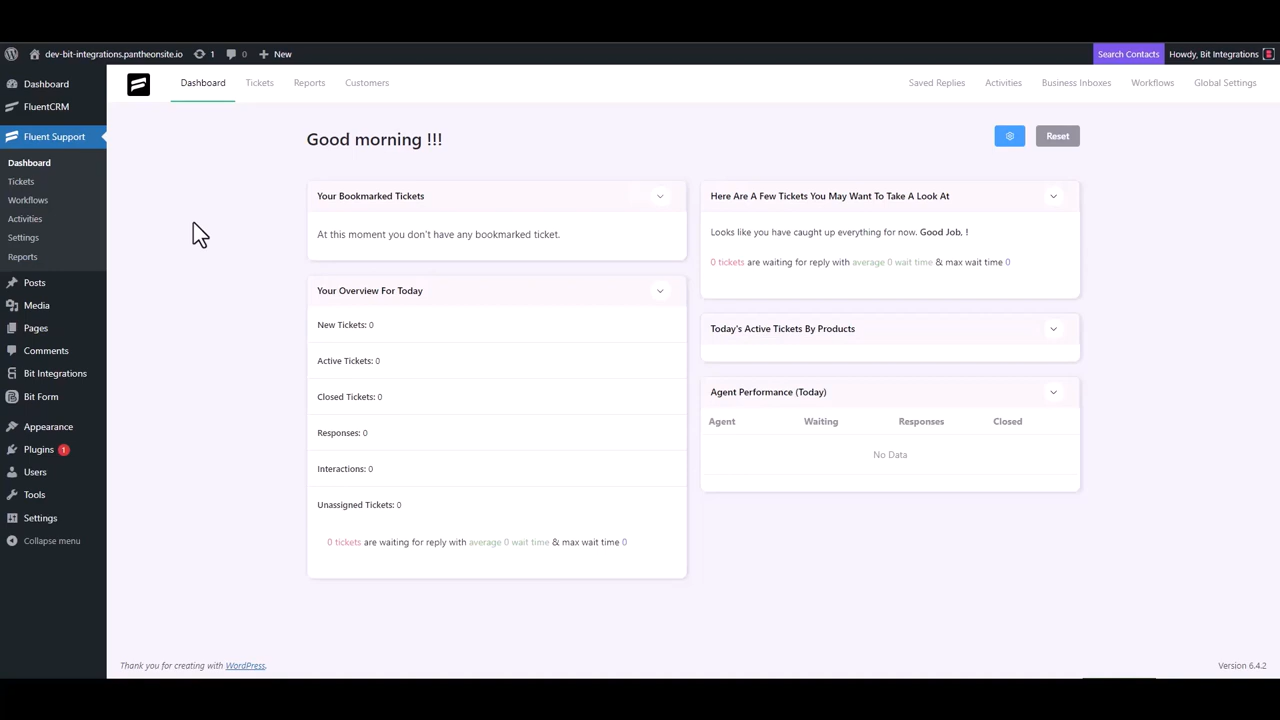 dev-bit-integrations.pantheonsite.io 1 0 New Search Contacts Howdy, Bit Integrations
Dashboard
FluentCRM
Fluent Support
Dashboard
Tickets
Workflows
Activities
Settings
Reports
Posts
Media
Pages
Comments
Bit Integrations
Bit Form
Appearance
Plugins 1
Users
Tools
Settings
Collapse menu
Dashboard Tickets Reports Customers Saved Replies Activities Business Inboxes Workflows Global Settings
Good morning !!!
Reset
Your Bookmarked Tickets
At this moment you don't have any bookmarked ticket.
Your Overview For Today
New Tickets: 0
Active Tickets: 0
Closed Tickets: 0
Responses: 0
Interactions: 0
Unassigned Tickets: 0
0 tickets are waiting for reply with average 0 wait time & max wait time 0
Here Are A Few Tickets You May Want To Take A Look At
Looks like you have caught up everything for now. Good Job, !
0 tickets are waiting for reply with average 0 wait time & max wait time 0
Today's Active Tickets By Products
Agent Performance (Today)
Agent Waiting Responses Closed
No Data
Thank you for creating with WordPress.
Version 6.4.2